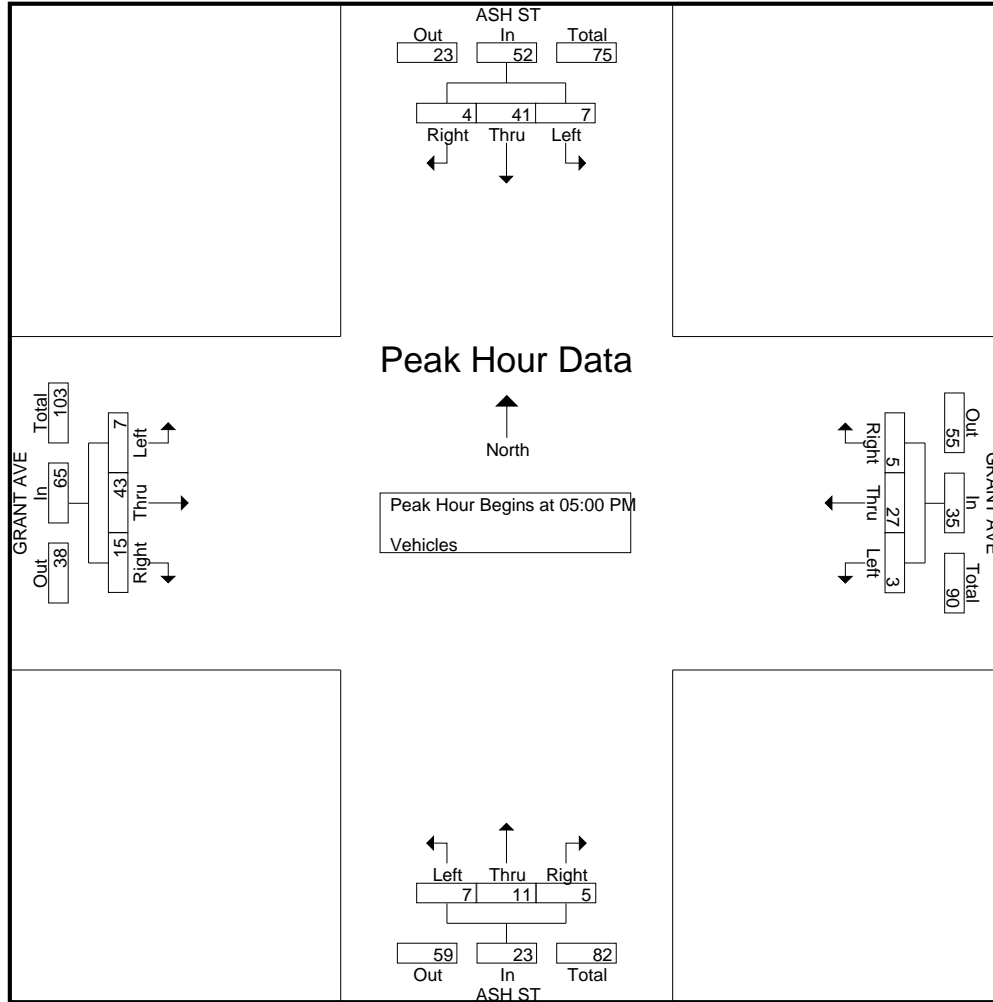 ASH ST
Out In Total
23 52 75
4 41 7
Right Thru Left
Peak Hour Data
North
Peak Hour Begins at 05:00 PM
Vehicles
GRANT AVE
Out In Total
38 65 103
Right Thru Left
15 43 7
GRANT AVE
Out In Total
55 35 90
Right Thru Left
5 27 3
Left Thru Right
7 11 5
59 23 82
Out In Total
ASH ST